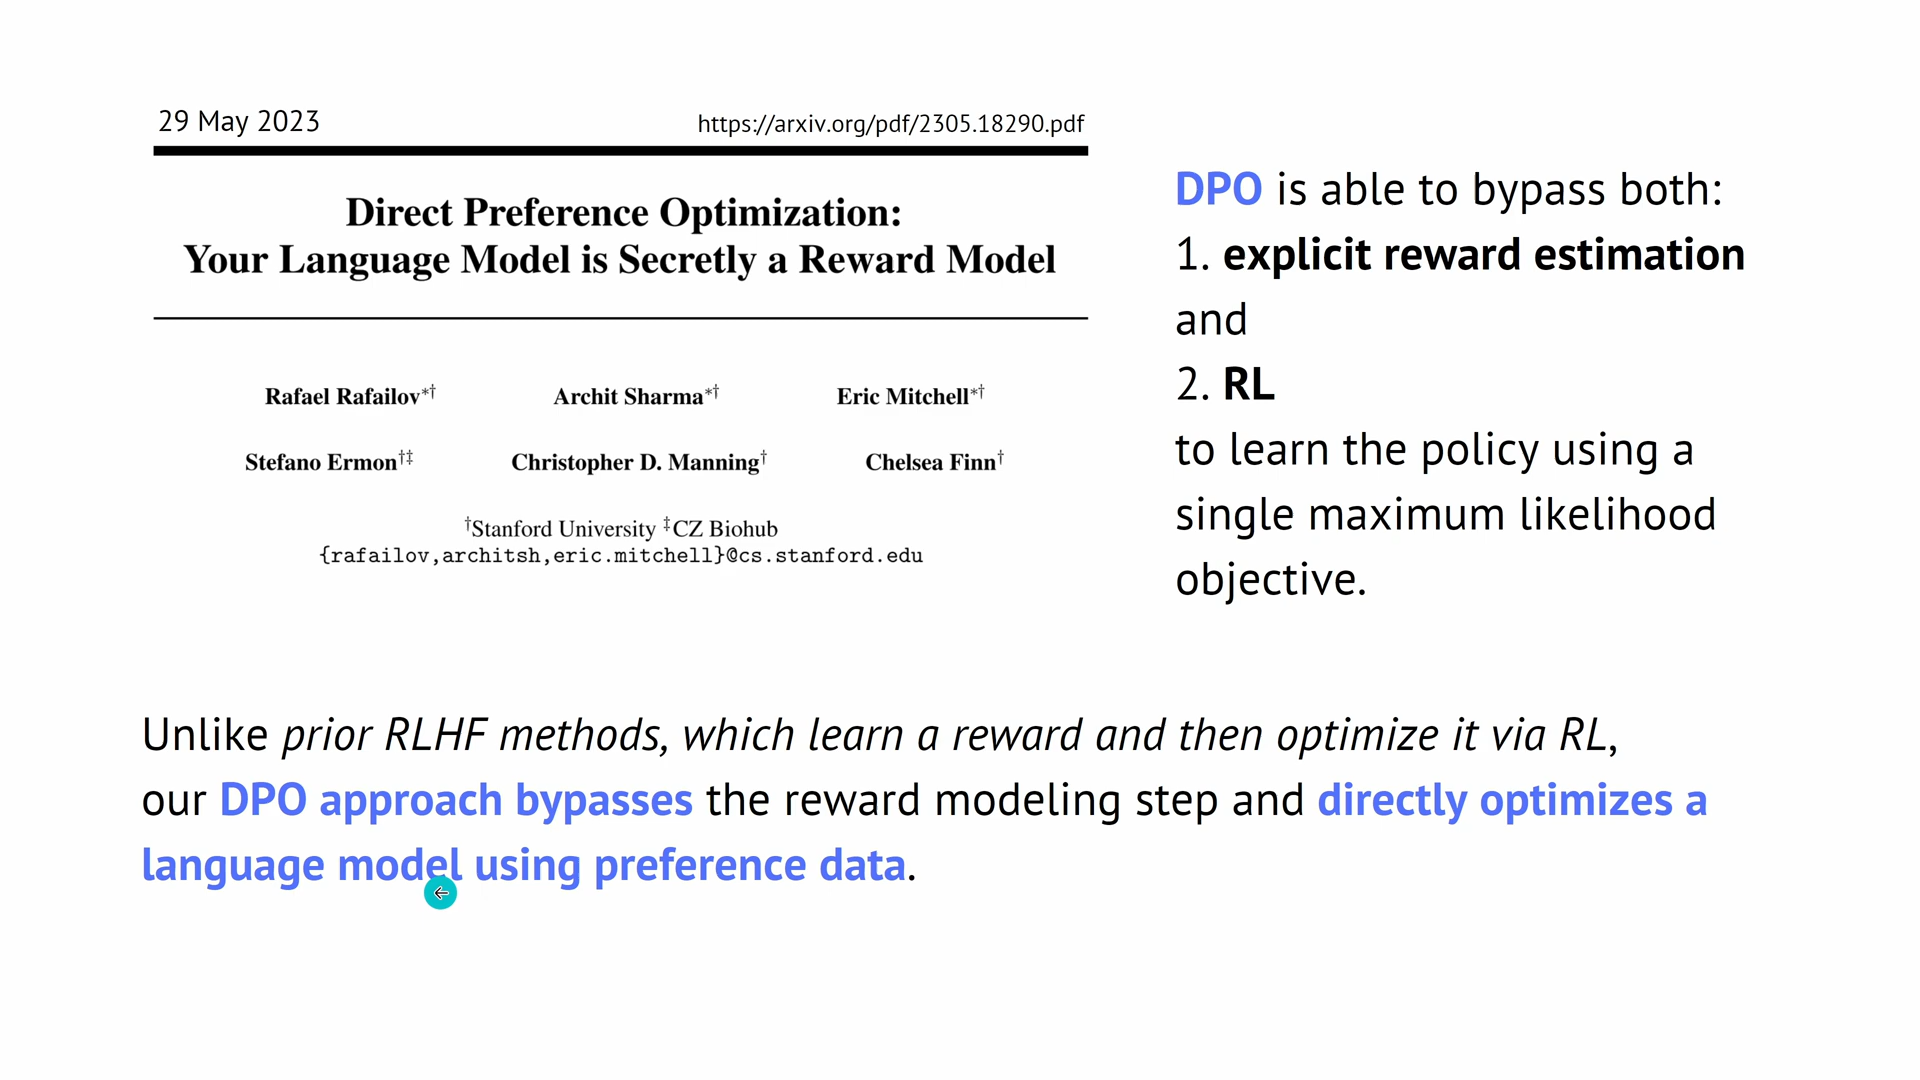 29 May 2023
https://arxiv.org/pdf/2305.18290.pdf
Direct Preference Optimization:
Your Language Model is Secretly a Reward Model
Rafael Rafailov*† Archit Sharma*† Eric Mitchell*†
Stefano Ermon†‡ Christopher D. Manning† Chelsea Finn†
†Stanford University ‡CZ Biohub
{rafailov,architsh,eric.mitchell}@cs.stanford.edu
DPO is able to bypass both:
1. explicit reward estimation
and
2. RL
to learn the policy using a
single maximum likelihood
objective.
Unlike prior RLHF methods, which learn a reward and then optimize it via RL,
our DPO approach bypasses the reward modeling step and directly optimizes a
language model using preference data.